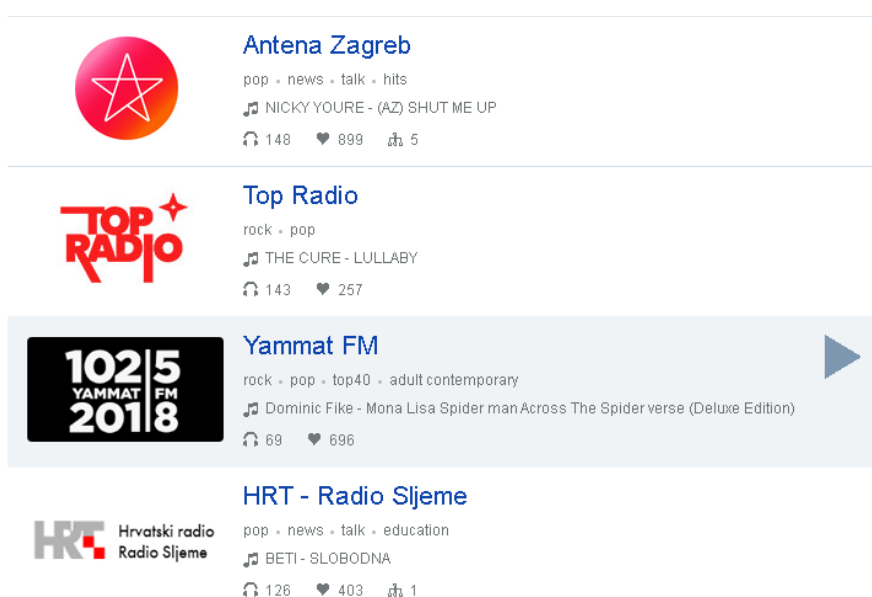 Antena Zagreb
pop • news • talk • hits
NICKY YOURE - (AZ) SHUT ME UP
148 899 5
TOP
RADIO
Top Radio
rock • pop
THE CURE - LULLABY
143 257
102|5
YAMMAT FM
201|8
Yammat FM
rock • pop • top40 • adult contemporary
Dominic Fike - Mona Lisa Spider man Across The Spider verse (Deluxe Edition)
69 696
HRT
Hrvatski radio
Radio Sljeme
HRT - Radio Sljeme
pop • news • talk • education
BETI - SLOBODNA
126 403 1